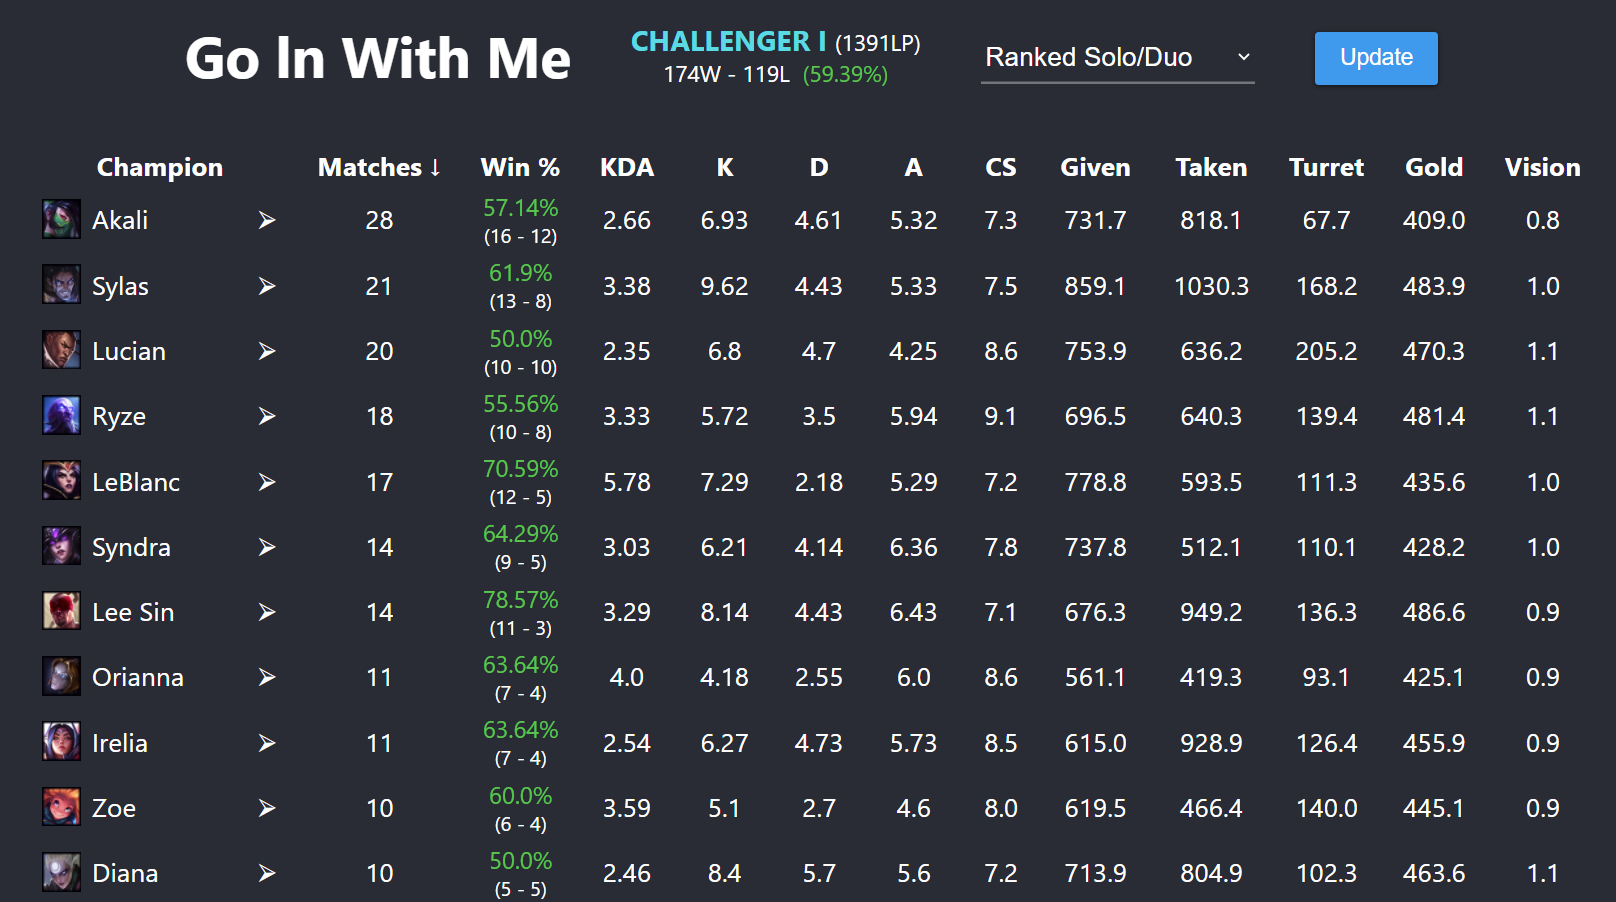 Go In With Me
CHALLENGER I (1391LP)
174W - 119L (59.39%)
Ranked Solo/Duo
Update
Champion Matches ↓ Win % KDA K D A CS Given Taken Turret Gold Vision
Akali 28 57.14% (16 - 12) 2.66 6.93 4.61 5.32 7.3 731.7 818.1 67.7 409.0 0.8
Sylas 21 61.9% (13 - 8) 3.38 9.62 4.43 5.33 7.5 859.1 1030.3 168.2 483.9 1.0
Lucian 20 50.0% (10 - 10) 2.35 6.8 4.7 4.25 8.6 753.9 636.2 205.2 470.3 1.1
Ryze 18 55.56% (10 - 8) 3.33 5.72 3.5 5.94 9.1 696.5 640.3 139.4 481.4 1.1
LeBlanc 17 70.59% (12 - 5) 5.78 7.29 2.18 5.29 7.2 778.8 593.5 111.3 435.6 1.0
Syndra 14 64.29% (9 - 5) 3.03 6.21 4.14 6.36 7.8 737.8 512.1 110.1 428.2 1.0
Lee Sin 14 78.57% (11 - 3) 3.29 8.14 4.43 6.43 7.1 676.3 949.2 136.3 486.6 0.9
Orianna 11 63.64% (7 - 4) 4.0 4.18 2.55 6.0 8.6 561.1 419.3 93.1 425.1 0.9
Irelia 11 63.64% (7 - 4) 2.54 6.27 4.73 5.73 8.5 615.0 928.9 126.4 455.9 0.9
Zoe 10 60.0% (6 - 4) 3.59 5.1 2.7 4.6 8.0 619.5 466.4 140.0 445.1 0.9
Diana 10 50.0% (5 - 5) 2.46 8.4 5.7 5.6 7.2 713.9 804.9 102.3 463.6 1.1